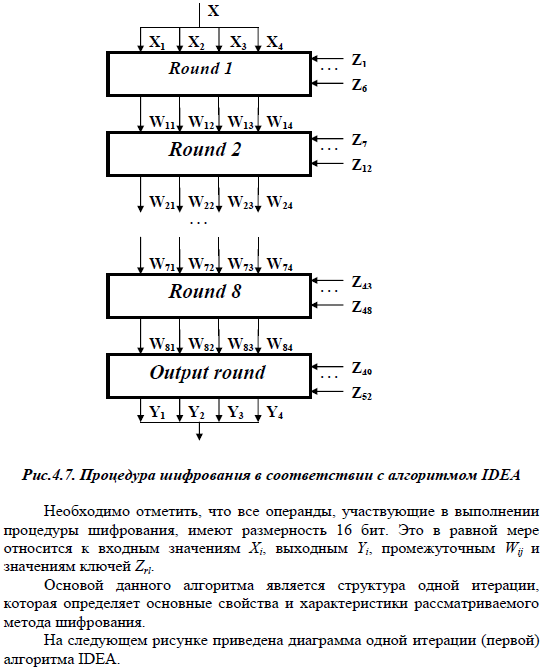 X
X1 X2 X3 X4
Round 1
Z1
...
Z6
W11 W12 W13 W14
Round 2
Z7
...
Z12
W21 W22 W23 W24
...
W71 W72 W73 W74
Round 8
Z43
...
Z48
W81 W82 W83 W84
Output round
Z49
...
Z52
Y1 Y2 Y3 Y4
Рис.4.7. Процедура шифрования в соответствии с алгоритмом IDEA
Необходимо отметить, что все операнды, участвующие в выполнении
процедуры шифрования, имеют размерность 16 бит. Это в равной мере
относится к входным значениям Xi, выходным Yi, промежуточным Wij и
значениям ключей Zrl.
Основой данного алгоритма является структура одной итерации,
которая определяет основные свойства и характеристики рассматриваемого
метода шифрования.
На следующем рисунке приведена диаграмма одной итерации (первой)
алгоритма IDEA.